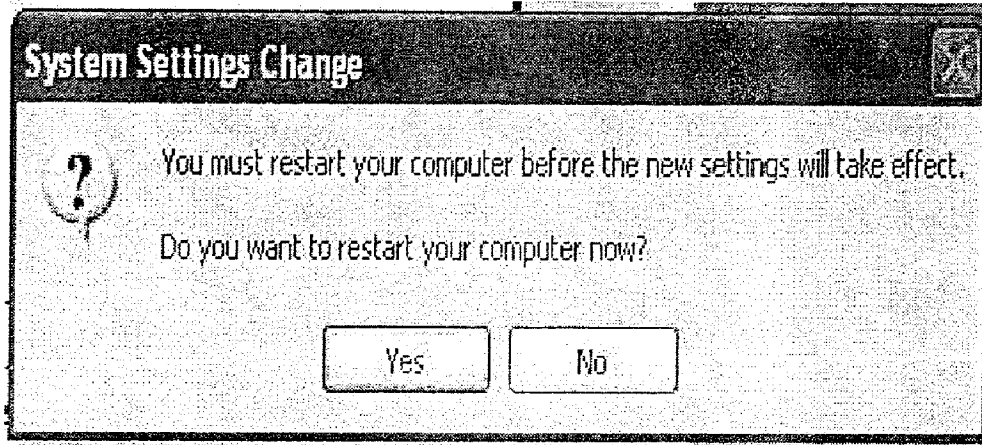 System Settings Change
You must restart your computer before the new settings will take effect.
Do you want to restart your computer now?
Yes
No